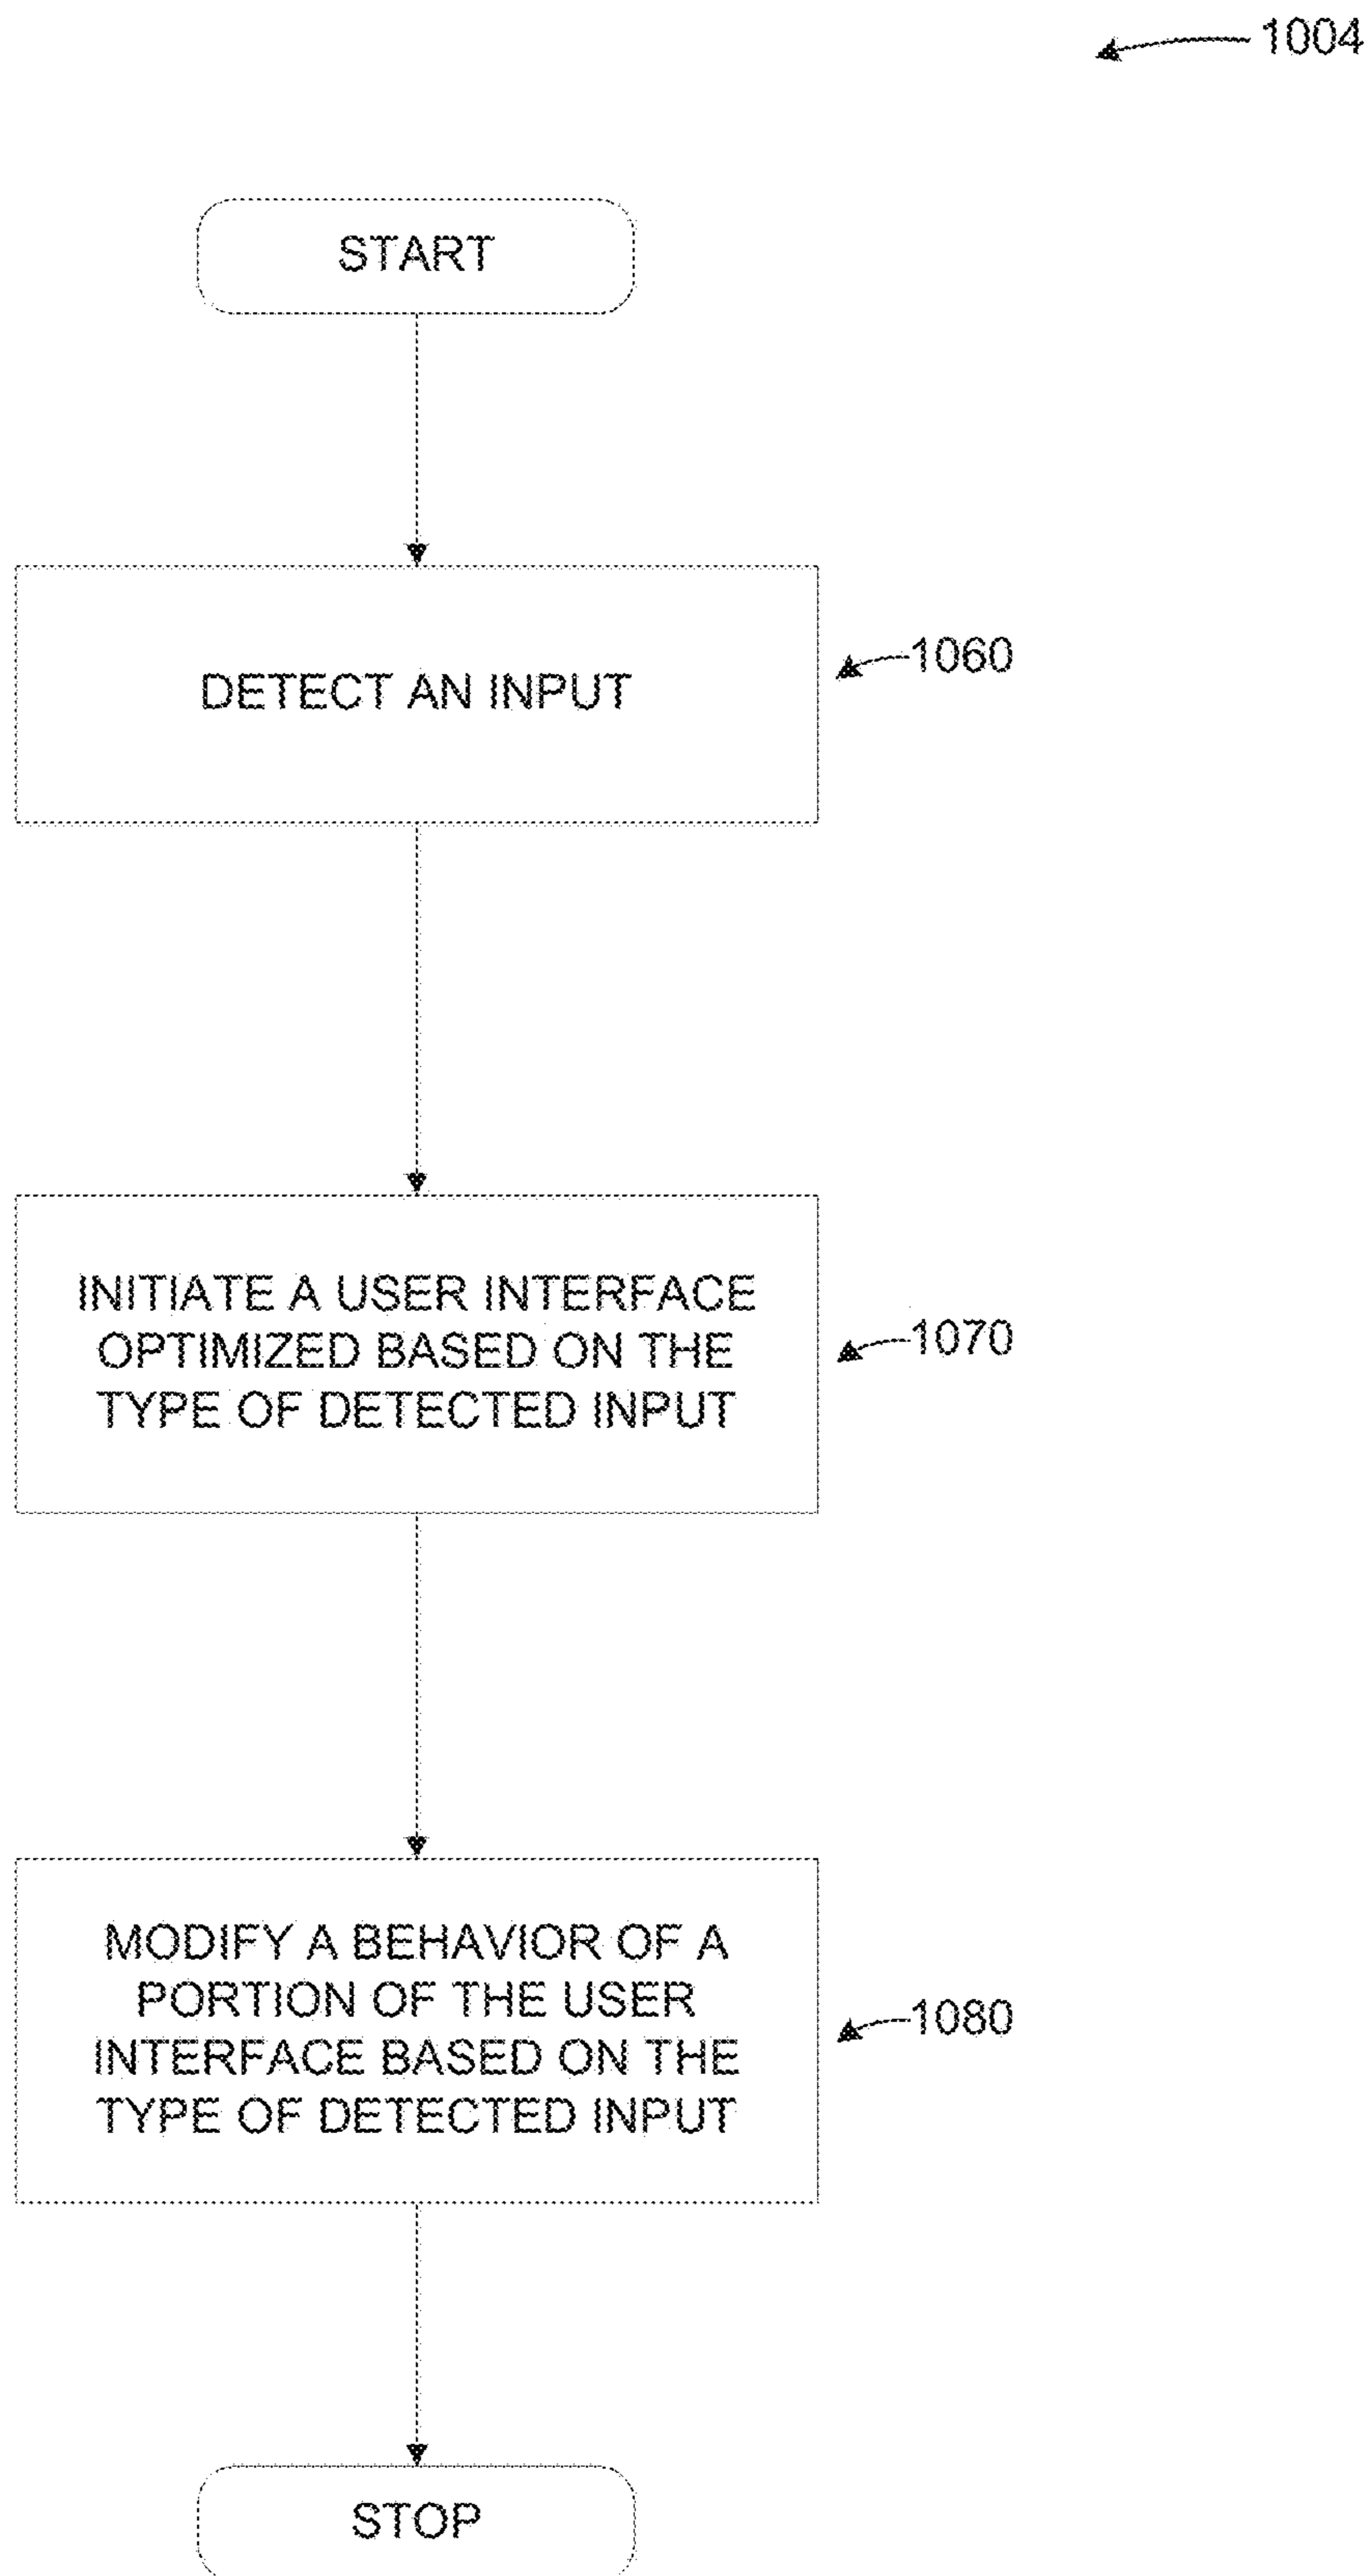 1004
START
DETECT AN INPUT
1060
INITIATE A USER INTERFACE
OPTIMIZED BASED ON THE
TYPE OF DETECTED INPUT
1070
MODIFY A BEHAVIOR OF A
PORTION OF THE USER
INTERFACE BASED ON THE
TYPE OF DETECTED INPUT
1080
STOP